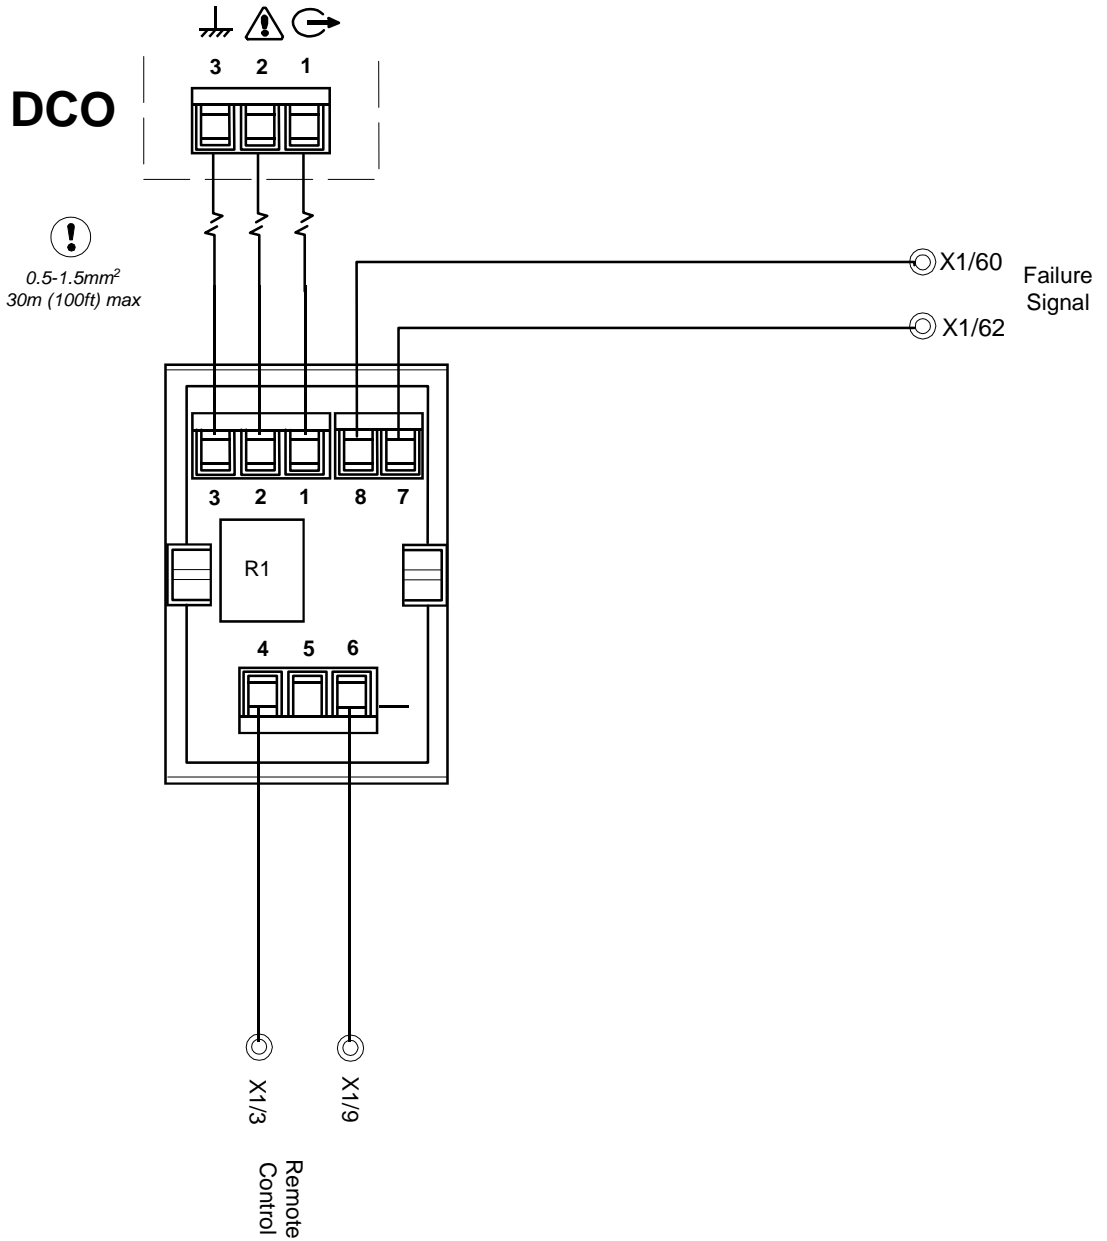 3 2 1
DCO
0.5-1.5mm²
30m (100ft) max
X1/60
Failure
Signal
X1/62
3 2 1 8 7
R1
4 5 6
X1/3
X1/9
Remote
Control